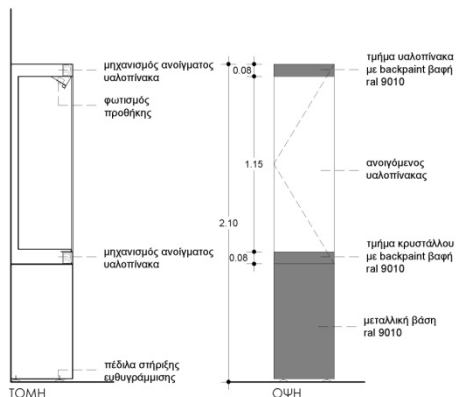 μηχανισμός ανοίγματος
υαλοπίνακα
φωτισμός
προθήκης
μηχανισμός ανοίγματος
υαλοπίνακα
πέδιλα στήριξης
ευθυγράμμισης
ΤΟΜΗ
0.08
1.15
2.10
0.08
τμήμα υαλοπίνακα
με backpaint βαφή
ral 9010
ανοιγόμενος
υαλοπίνακας
τμήμα κρυστάλλου
με backpaint βαφή
ral 9010
μεταλλική βάση
ral 9010
ΟΨΗ